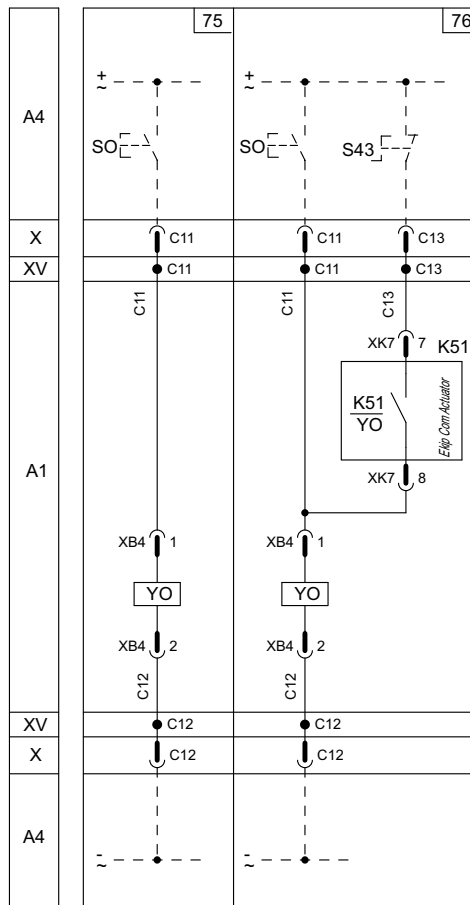 75
76
A4
+
~
+
~
SO
SO
S43
X
C11
C11
C13
XV
C11
C11
C13
C11
C11
C13
XK7
7
K51
K51
YO
Ekip Com Actuator
A1
XK7
8
XB4
1
XB4
1
YO
YO
XB4
2
XB4
2
C12
C12
XV
C12
C12
X
C12
C12
A4
-
~
-
~